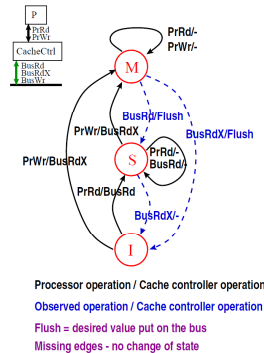 P
PrRd
PrWr
CacheCtrl
BusRd
BusRdX
BusWr
PrRd/-
PrWr/-
M
BusRd/Flush
BusRdX/Flush
PrWr/BusRdX
PrWr/BusRdX
S
PrRd/-
BusRd/-
PrRd/BusRd
BusRdX/-
I
Processor operation / Cache controller operation
Observed operation / Cache controller operation
Flush = desired value put on the bus
Missing edges - no change of state